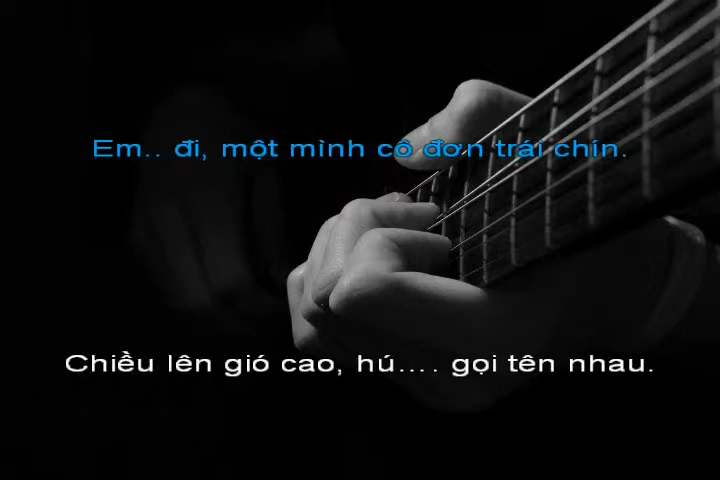 Em.. đi, một mình cô đơn trái chín.
Chiều lên gió cao, hú.... gọi tên nhau.